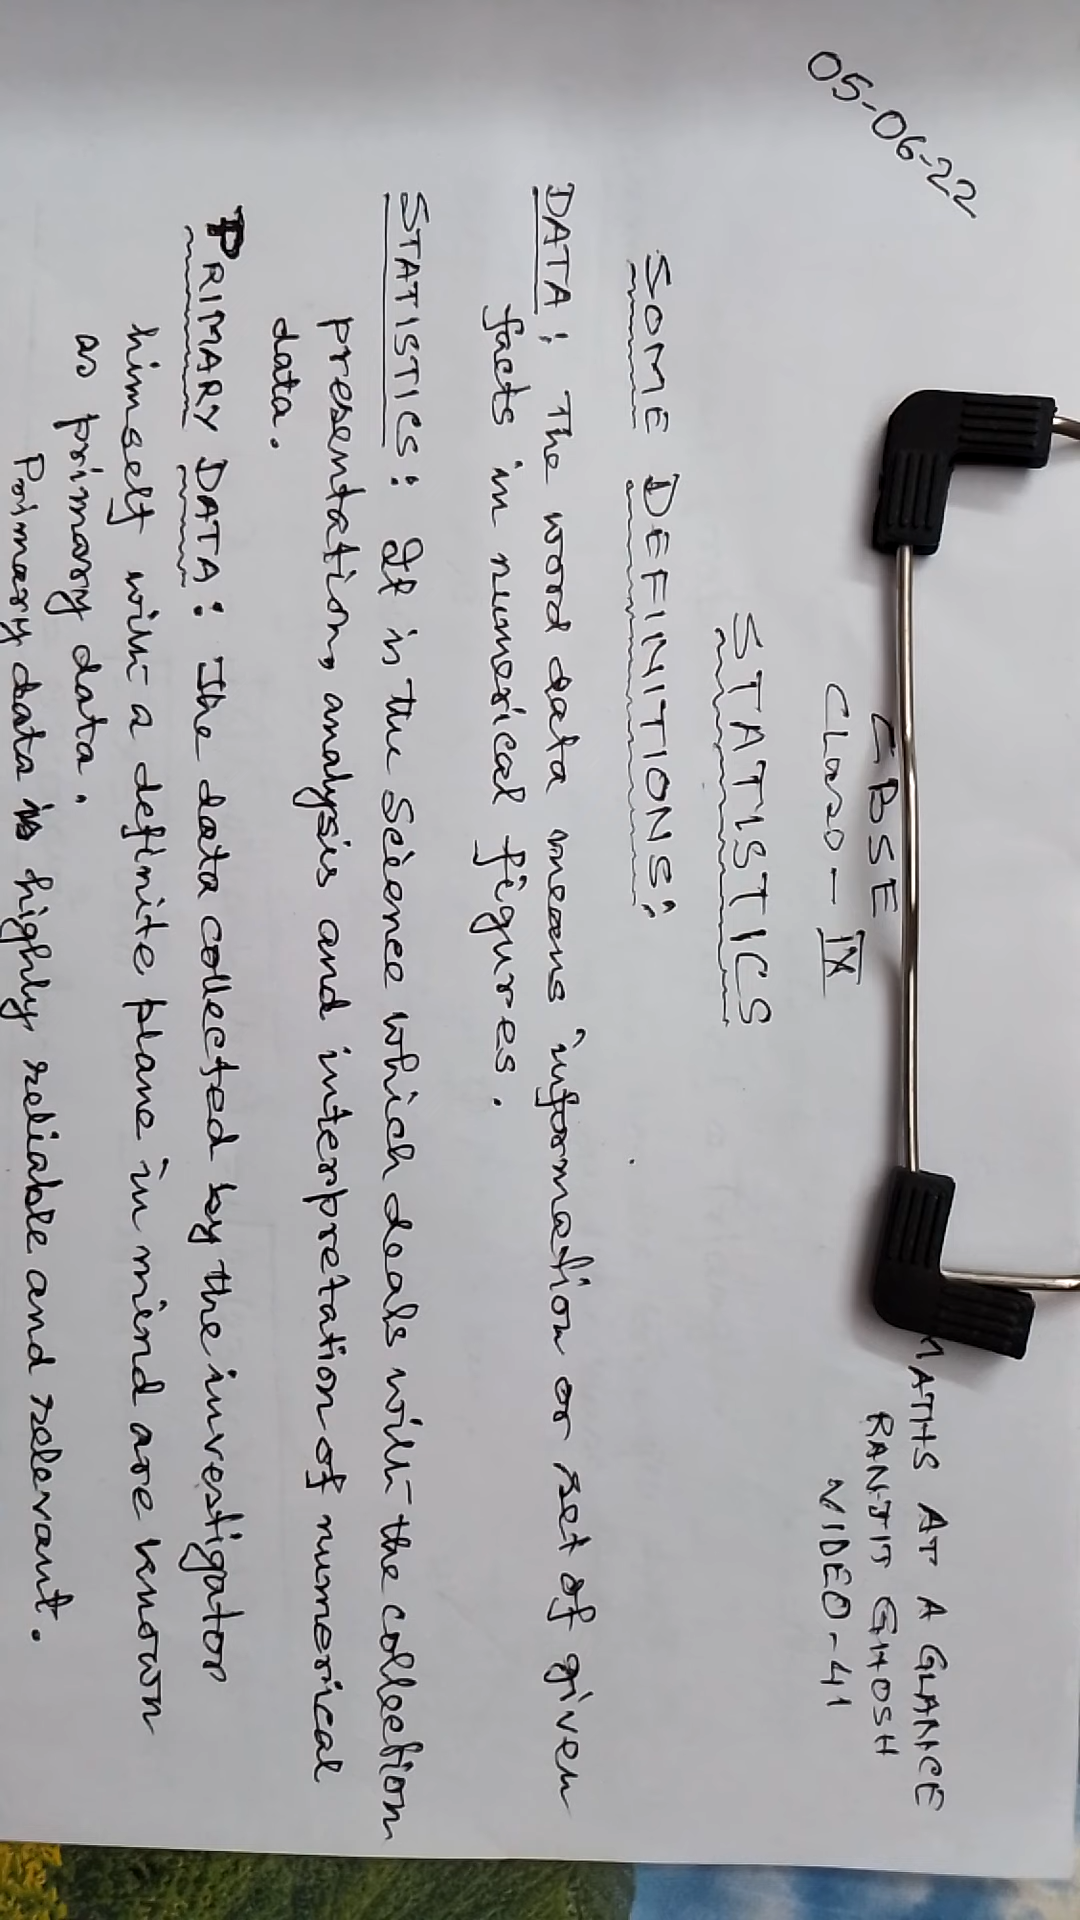 05-06-22
MATHS AT A GLANCE
RANJIT GHOSH
VIDEO-41
CBSE
CLASS-IX
STATISTICS
SOME DEFINITIONS:
DATA: The word data means information or set of given
facts in numerical figures.
STATISTICS: It is the Science which deals with the collection
presentation, analysis and interpretation of numerical
data.
PRIMARY DATA: The data collected by the investigator
himself with a definite plane in mind are known
as primary data.
Primary data is highly reliable and relevant.